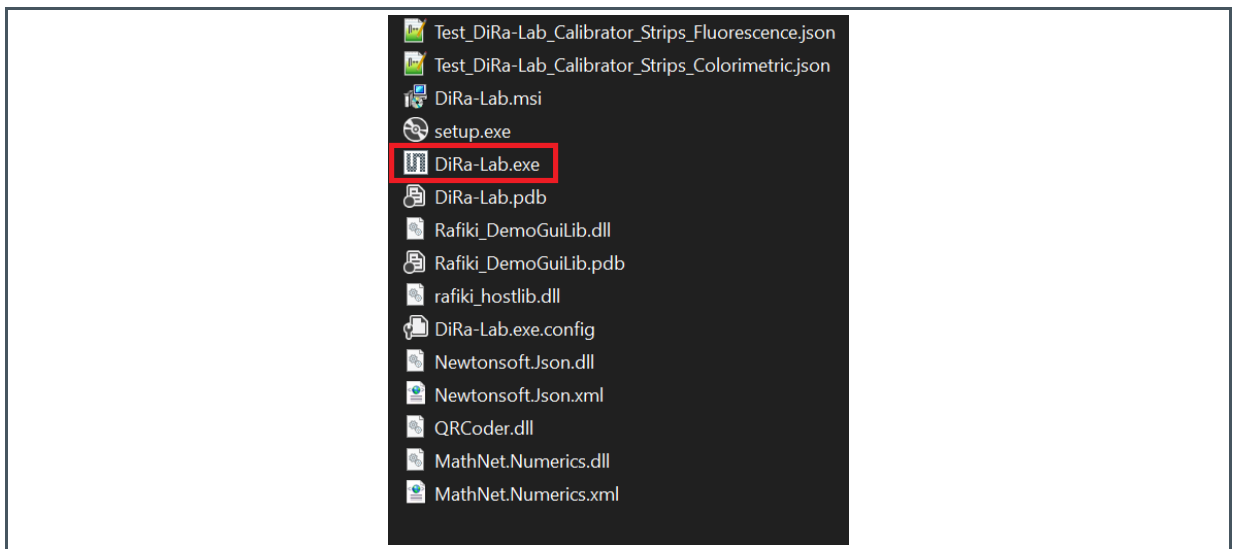 Test_DiRa-Lab_Calibrator_Strips_Fluorescence.json
Test_DiRa-Lab_Calibrator_Strips_Colorimetric.json
DiRa-Lab.msi
setup.exe
DiRa-Lab.exe
DiRa-Lab.pdb
Rafiki_DemoGuiLib.dll
Rafiki_DemoGuiLib.pdb
rafiki_hostlib.dll
DiRa-Lab.exe.config
Newtonsoft.Json.dll
Newtonsoft.Json.xml
QRCoder.dll
MathNet.Numerics.dll
MathNet.Numerics.xml